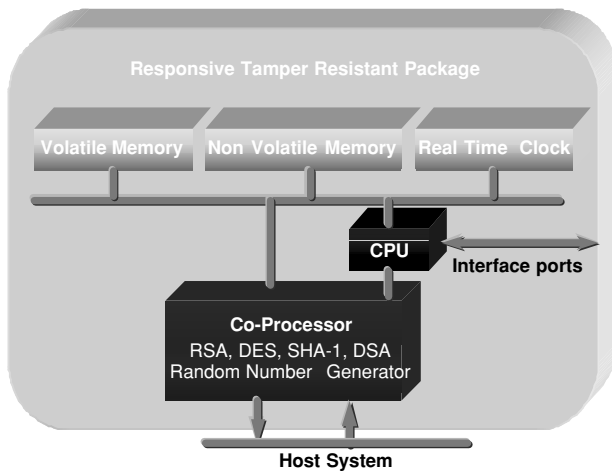 Responsive Tamper Resistant Package
Volatile Memory
Non Volatile Memory
Real Time Clock
CPU
Interface ports
Co-Processor
RSA, DES, SHA-1, DSA
Random Number Generator
Host System